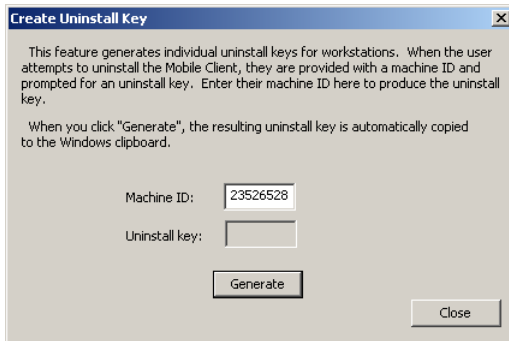 Create Uninstall Key
This feature generates individual uninstall keys for workstations. When the user
attempts to uninstall the Mobile Client, they are provided with a machine ID and
prompted for an uninstall key. Enter their machine ID here to produce the uninstall
key.
When you click "Generate", the resulting uninstall key is automatically copied
to the Windows clipboard.
Machine ID: 23526528
Uninstall key:
Generate
Close